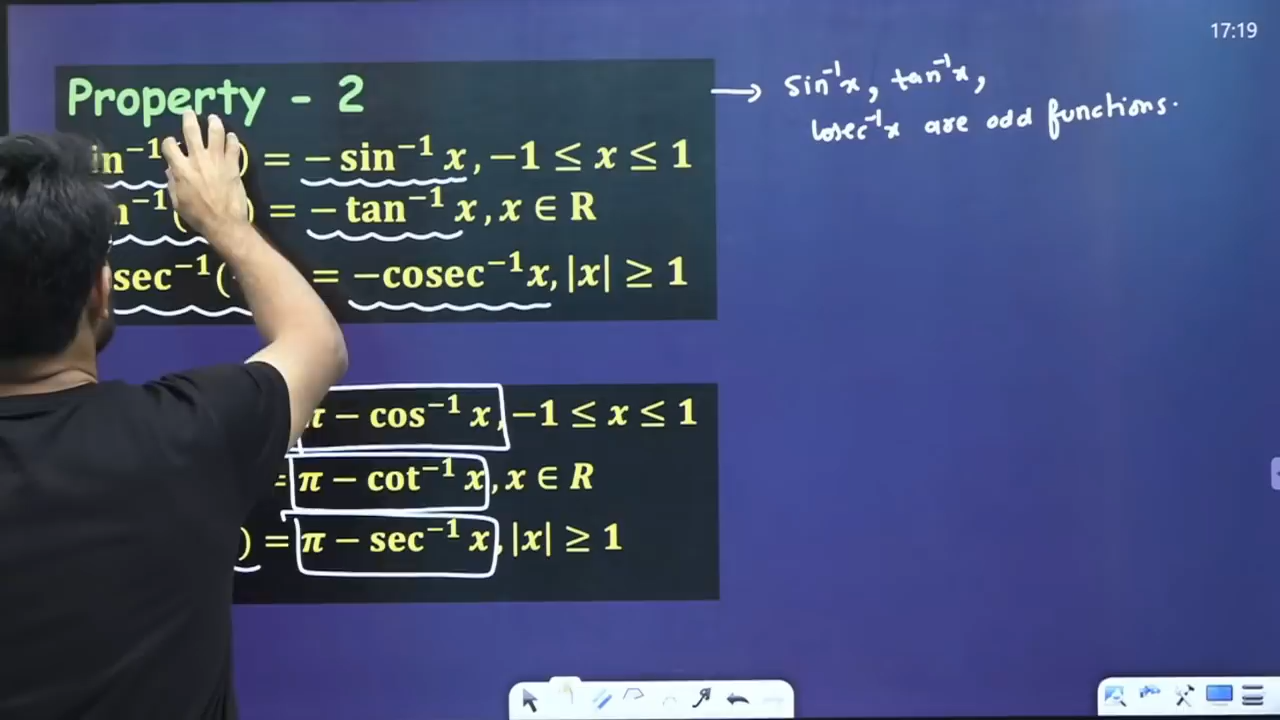 17:19
Property - 2
in⁻¹ ) = − sin⁻¹ x, −1 ≤ x ≤ 1
n⁻¹( ) = − tan⁻¹ x, x ∈ R
sec⁻¹( = −cosec⁻¹x, |x| ≥ 1
→ sin⁻¹x, tan⁻¹x,
cosec⁻¹x are odd functions.
π − cos⁻¹ x, −1 ≤ x ≤ 1
= π − cot⁻¹ x, x ∈ R
) = π − sec⁻¹ x, |x| ≥ 1